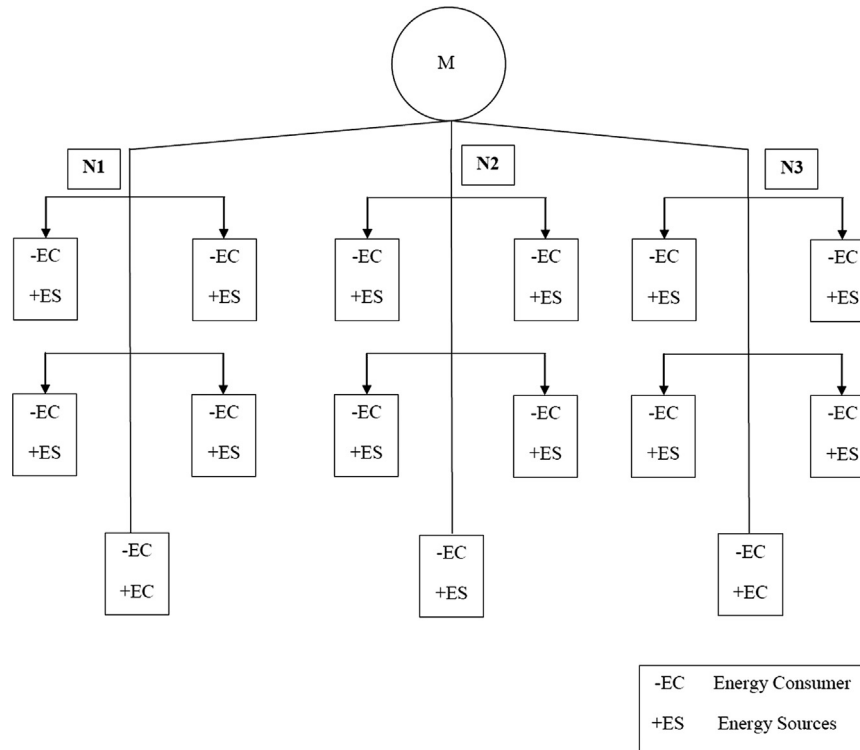 M
N1
N2
N3
-EC
+ES
-EC
+ES
-EC
+ES
-EC
+ES
-EC
+ES
-EC
+ES
-EC
+ES
-EC
+ES
-EC
+ES
-EC
+ES
-EC
+ES
-EC
+ES
-EC
+EC
-EC
+ES
-EC
+EC
-EC Energy Consumer
+ES Energy Sources